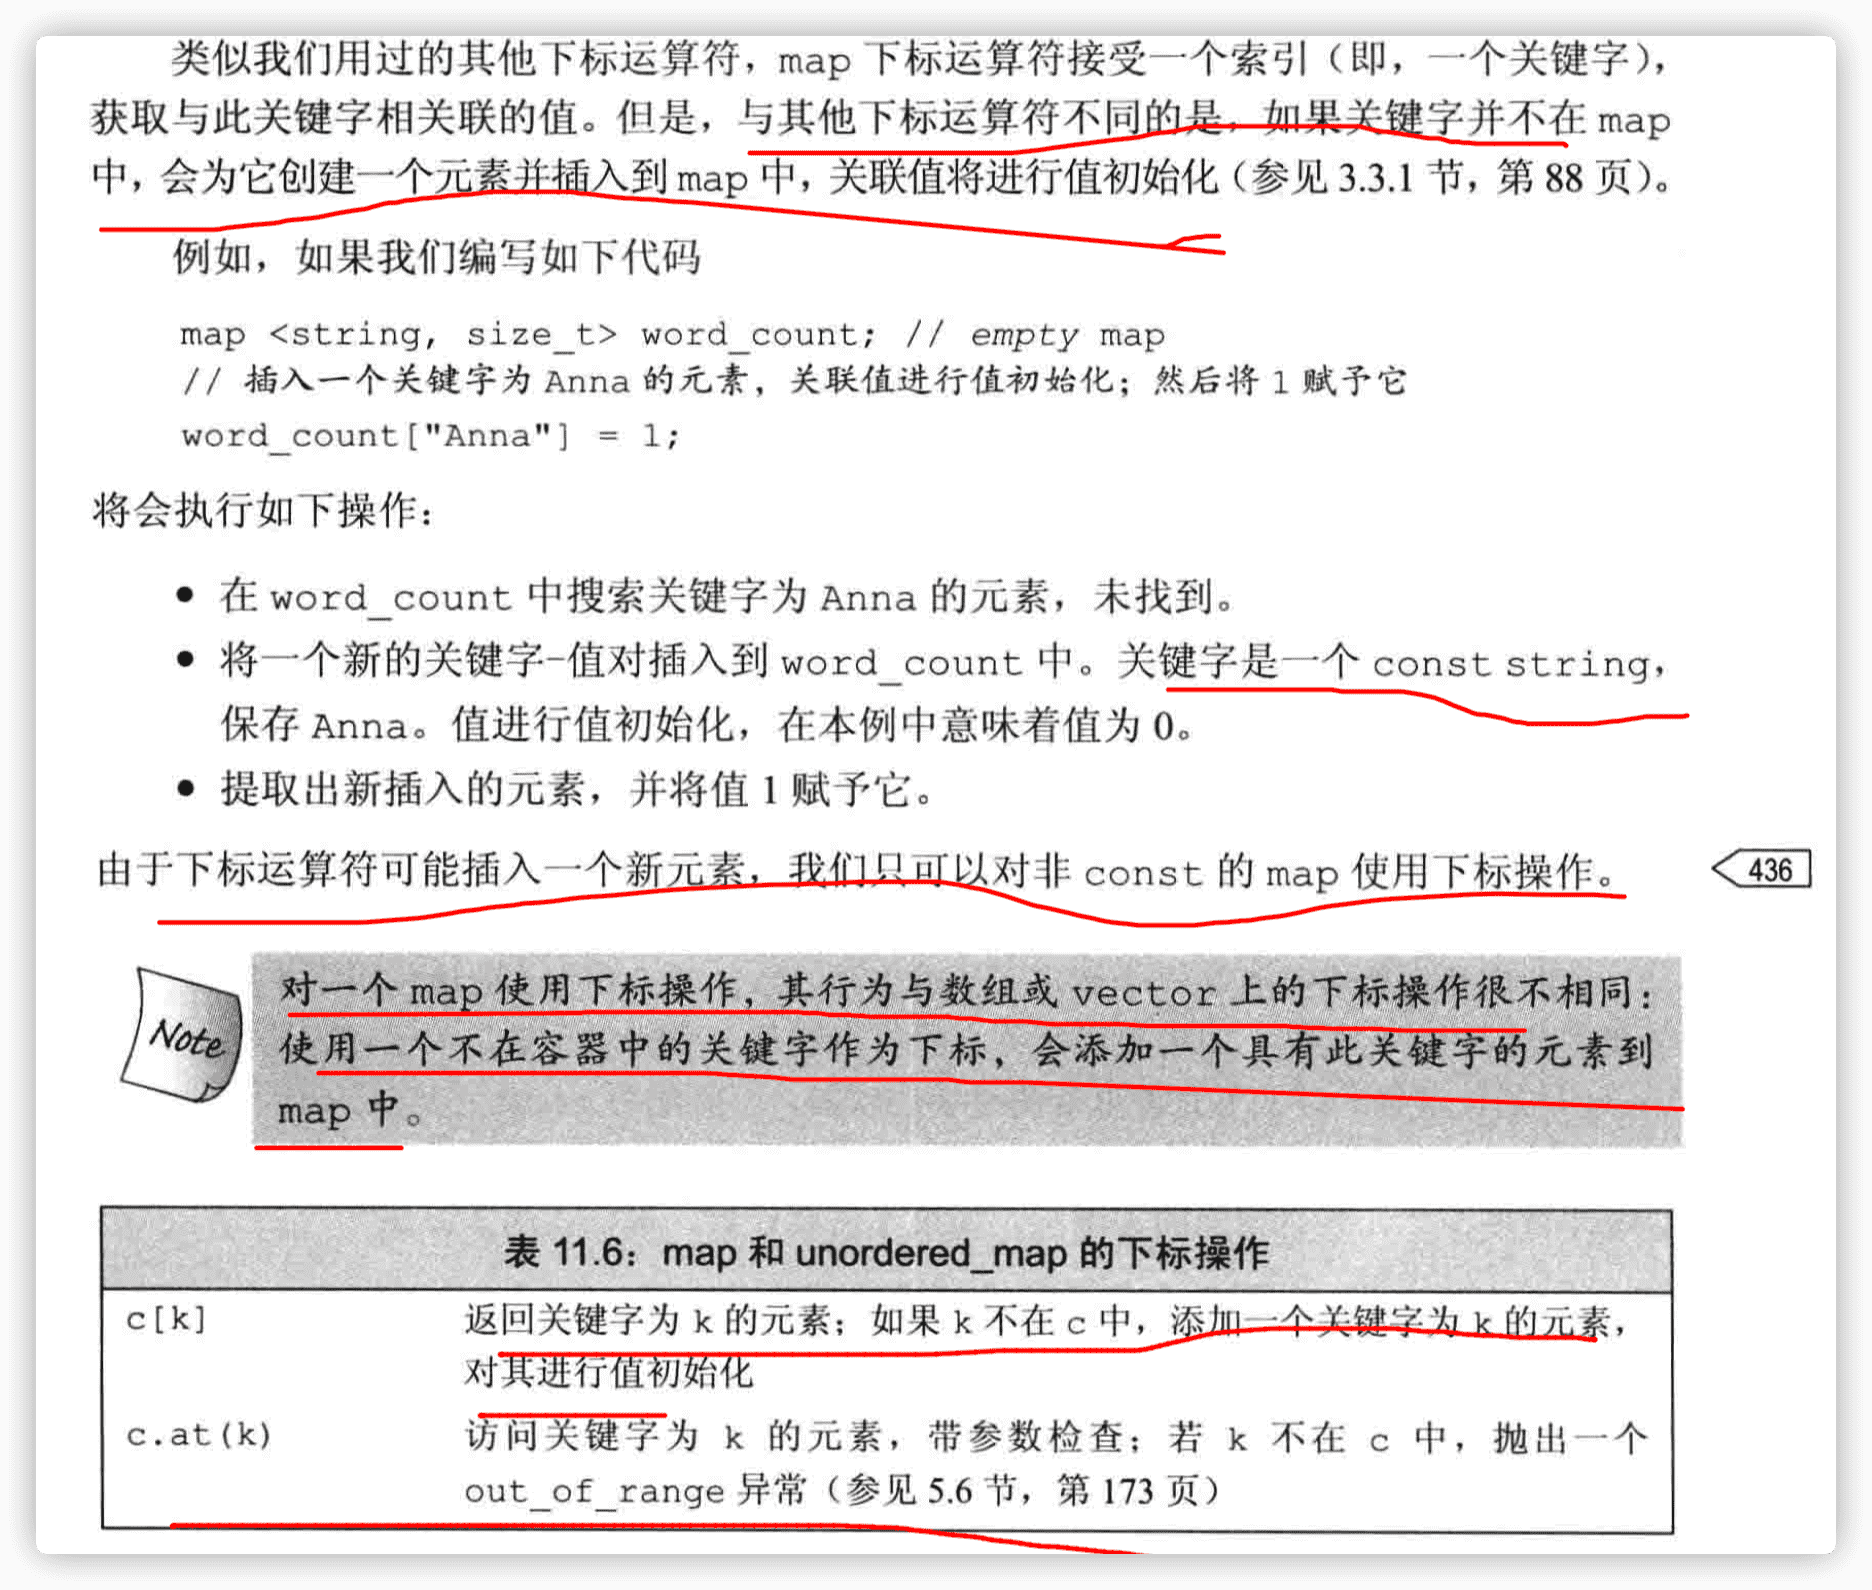 类似我们用过的其他下标运算符，map 下标运算符接受一个索引（即，一个关键字），
获取与此关键字相关联的值。但是，与其他下标运算符不同的是，如果关键字并不在 map
中，会为它创建一个元素并插入到 map 中，关联值将进行值初始化（参见 3.3.1 节，第 88 页）。
例如，如果我们编写如下代码
map <string, size_t> word_count; // empty map
// 插入一个关键字为 Anna 的元素，关联值进行值初始化；然后将 1 赋予它
word_count["Anna"] = 1;
将会执行如下操作：
● 在 word_count 中搜索关键字为 Anna 的元素，未找到。
● 将一个新的关键字-值对插入到 word_count 中。关键字是一个 const string，
保存 Anna。值进行值初始化，在本例中意味着值为 0。
● 提取出新插入的元素，并将值 1 赋予它。
由于下标运算符可能插入一个新元素，我们只可以对非 const 的 map 使用下标操作。
436
Note
对一个 map 使用下标操作，其行为与数组或 vector 上的下标操作很不相同：
使用一个不在容器中的关键字作为下标，会添加一个具有此关键字的元素到
map 中。
表 11.6：map 和 unordered_map 的下标操作
c[k] 返回关键字为 k 的元素；如果 k 不在 c 中，添加一个关键字为 k 的元素，
对其进行值初始化
c.at(k) 访问关键字为 k 的元素，带参数检查；若 k 不在 c 中，抛出一个
out_of_range 异常（参见 5.6 节，第 173 页）